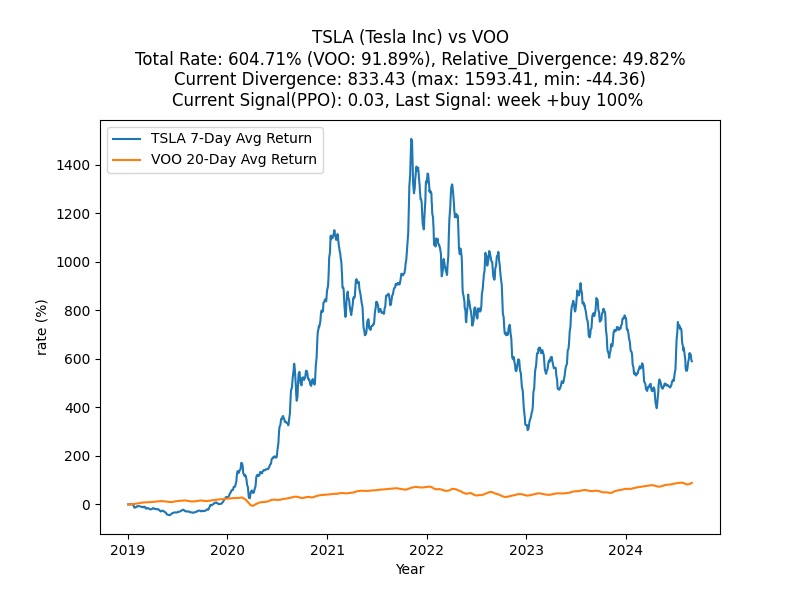 TSLA (Tesla Inc) vs VOO
Total Rate: 604.71% (VOO: 91.89%), Relative_Divergence: 49.82%
Current Divergence: 833.43 (max: 1593.41, min: -44.36)
Current Signal(PPO): 0.03, Last Signal: week +buy 100%
TSLA 7-Day Avg Return
VOO 20-Day Avg Return
1400
1200
1000
800
600
400
200
0
rate (%)
2019 2020 2021 2022 2023 2024
Year